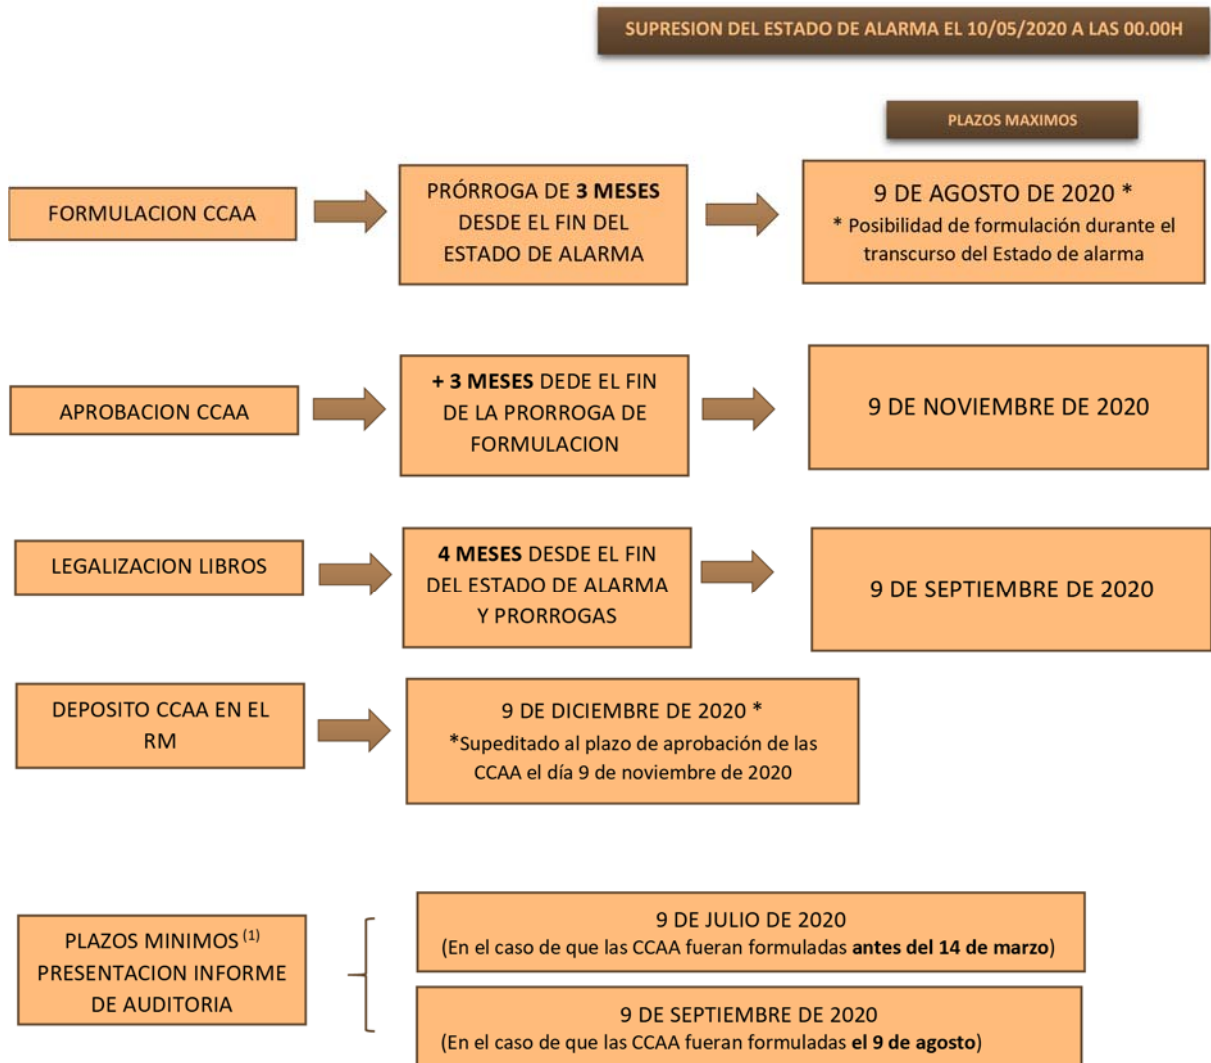 SUPRESION DEL ESTADO DE ALARMA EL 10/05/2020 A LAS 00.00H
PLAZOS MAXIMOS
FORMULACION CCAA
PRÓRROGA DE 3 MESES
DESDE EL FIN DEL
ESTADO DE ALARMA
9 DE AGOSTO DE 2020 *
* Posibilidad de formulación durante el
transcurso del Estado de alarma
APROBACION CCAA
+ 3 MESES DEDE EL FIN
DE LA PRORROGA DE
FORMULACION
9 DE NOVIEMBRE DE 2020
LEGALIZACION LIBROS
4 MESES DESDE EL FIN
DEL ESTADO DE ALARMA
Y PRORROGAS
9 DE SEPTIEMBRE DE 2020
DEPOSITO CCAA EN EL
RM
9 DE DICIEMBRE DE 2020 *
*Supeditado al plazo de aprobación de las
CCAA el día 9 de noviembre de 2020
PLAZOS MINIMOS (1)
PRESENTACION INFORME
DE AUDITORIA
9 DE JULIO DE 2020
(En el caso de que las CCAA fueran formuladas antes del 14 de marzo)
9 DE SEPTIEMBRE DE 2020
(En el caso de que las CCAA fueran formuladas el 9 de agosto)